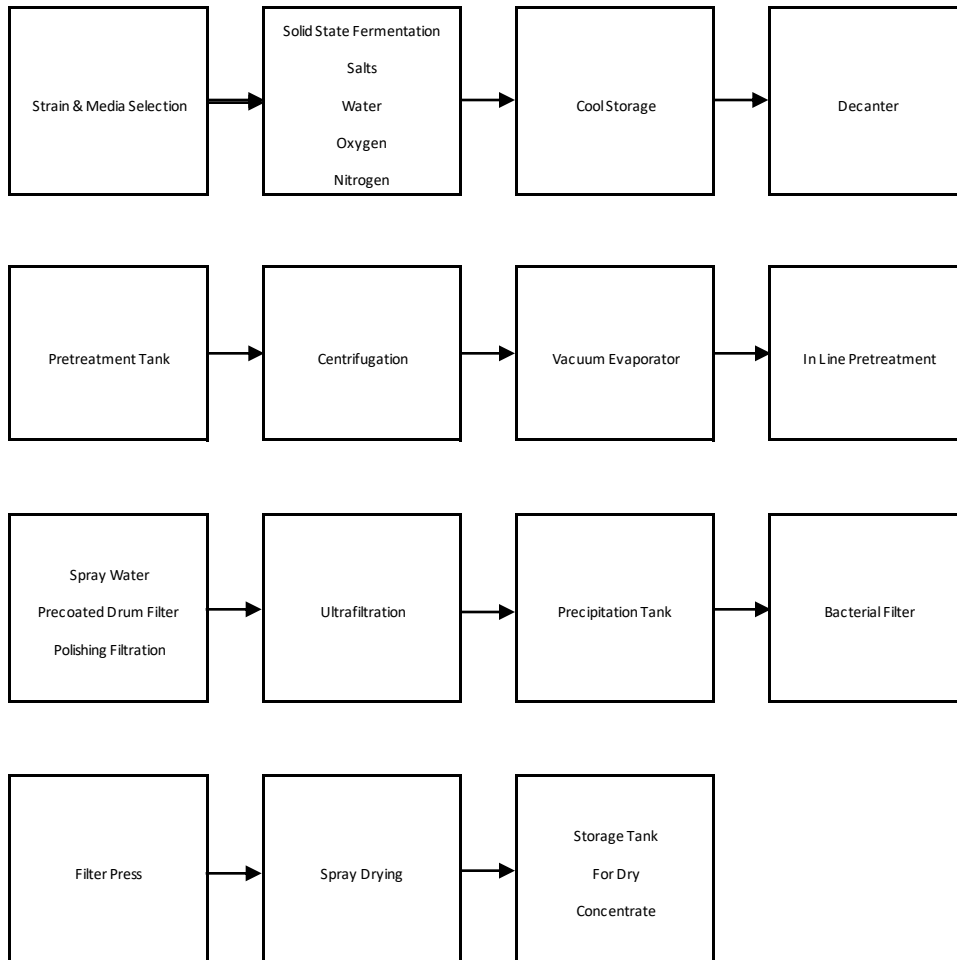 Strain & Media Selection
Solid State Fermentation
Salts
Water
Oxygen
Nitrogen
Cool Storage
Decanter
Pretreatment Tank
Centrifugation
Vacuum Evaporator
In Line Pretreatment
Spray Water
Precoated Drum Filter
Polishing Filtration
Ultrafiltration
Precipitation Tank
Bacterial Filter
Filter Press
Spray Drying
Storage Tank
For Dry
Concentrate